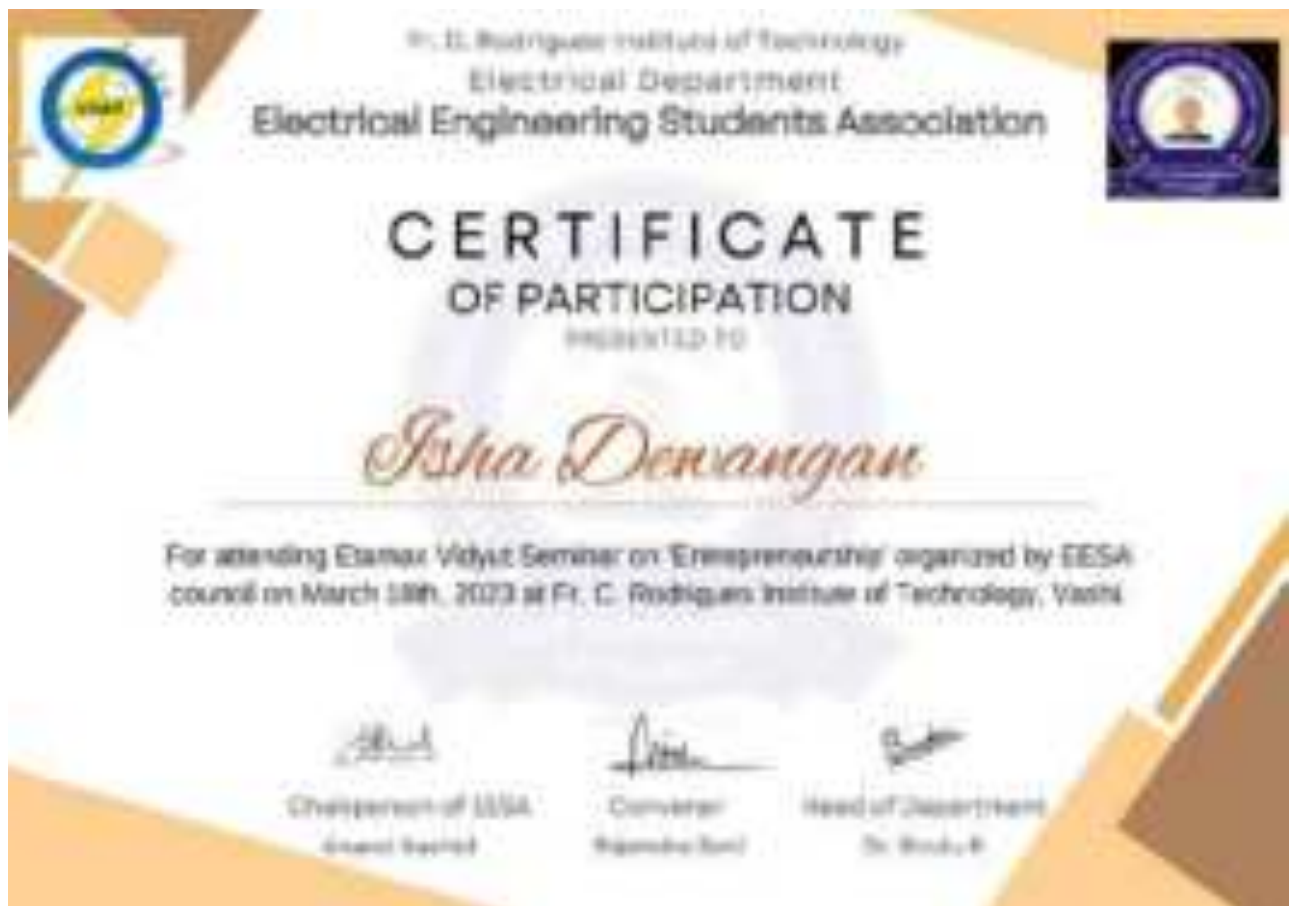 Fr. C. Rodrigues Institute of Technology
Electrical Department
Electrical Engineering Students Association
CERTIFICATE
OF PARTICIPATION
PRESENTED TO
Isha Dewangan
For attending Etamax Vidyut Seminar on 'Entrepreneurship' organized by EESA
council on March 18th, 2023 at Fr. C. Rodrigues Institute of Technology, Vashi.
Chairperson of EESA
Convener
Head of Department
Dr. Bindu R